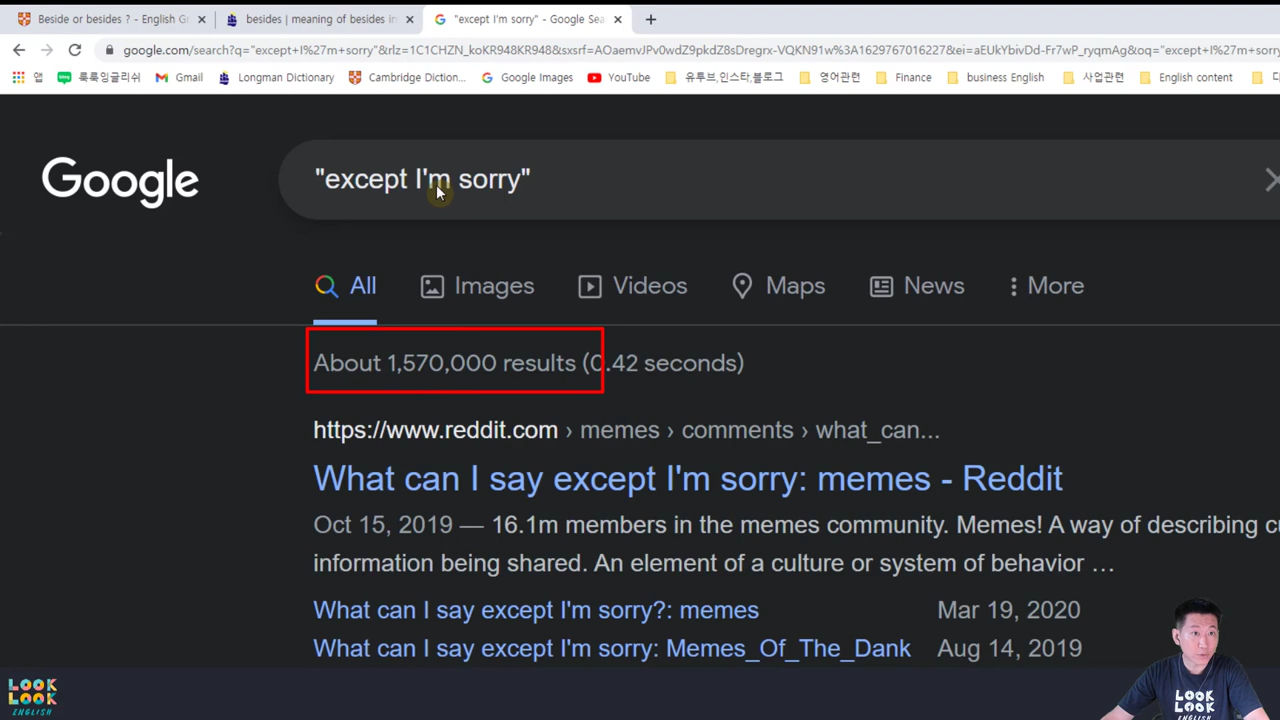 Beside or besides ? - English Gr
besides | meaning of besides in
"except I'm sorry" - Google Sea
google.com/search?q="except+I%27m+sorry"&rlz=1C1CHZN_koKR948KR948&sxsrf=AOaemvJPv0wdZ9pkdZ8sDregIx-VQKN91w%3A1629767016227&ei=aEUkYbivDd-Fr7wP_ryqmAg&oq="except+I%27m+sorry
앱 룩룩잉글리쉬 Gmail Longman Dictionary Cambridge Diction... Google Images YouTube 유투브,인스타,블로그 영어관련 Finance business English 사업관련 English content
Google
"except I'm sorry"
All Images Videos Maps News More
About 1,570,000 results (0.42 seconds)
https://www.reddit.com › memes › comments › what_can...
What can I say except I'm sorry: memes - Reddit
Oct 15, 2019 — 16.1m members in the memes community. Memes! A way of describing cu
information being shared. An element of a culture or system of behavior ...
What can I say except I'm sorry?: memes Mar 19, 2020
What can I say except I'm sorry: Memes_Of_The_Dank Aug 14, 2019
LOOK
LOOK
ENGLISH
LOOK
LOOK
ENGLISH